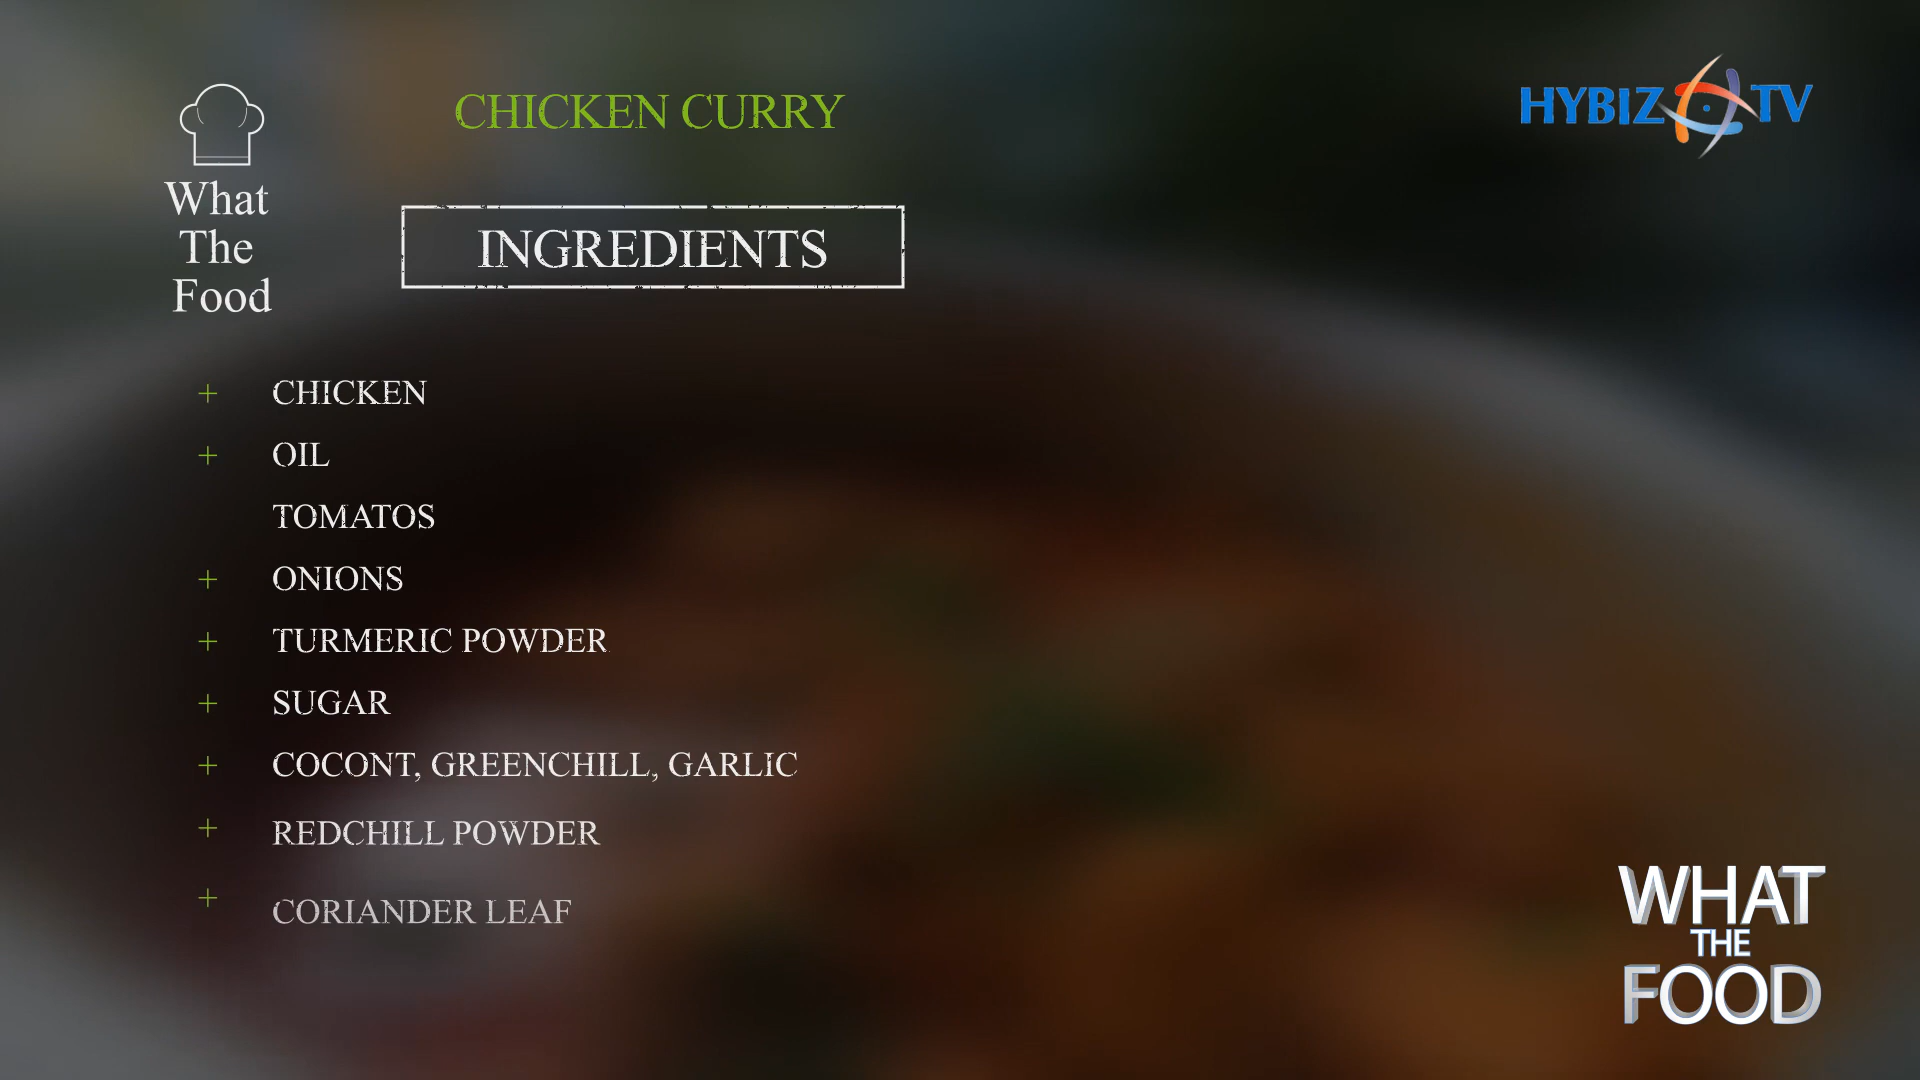 CHICKEN CURRY
HYBIZ TV
What
The
Food
INGREDIENTS
+ CHICKEN
+ OIL
TOMATOS
+ ONIONS
+ TURMERIC POWDER
+ SUGAR
+ COCONT, GREENCHILL, GARLIC
+ REDCHILL POWDER
+ CORIANDER LEAF
WHAT
THE
FOOD